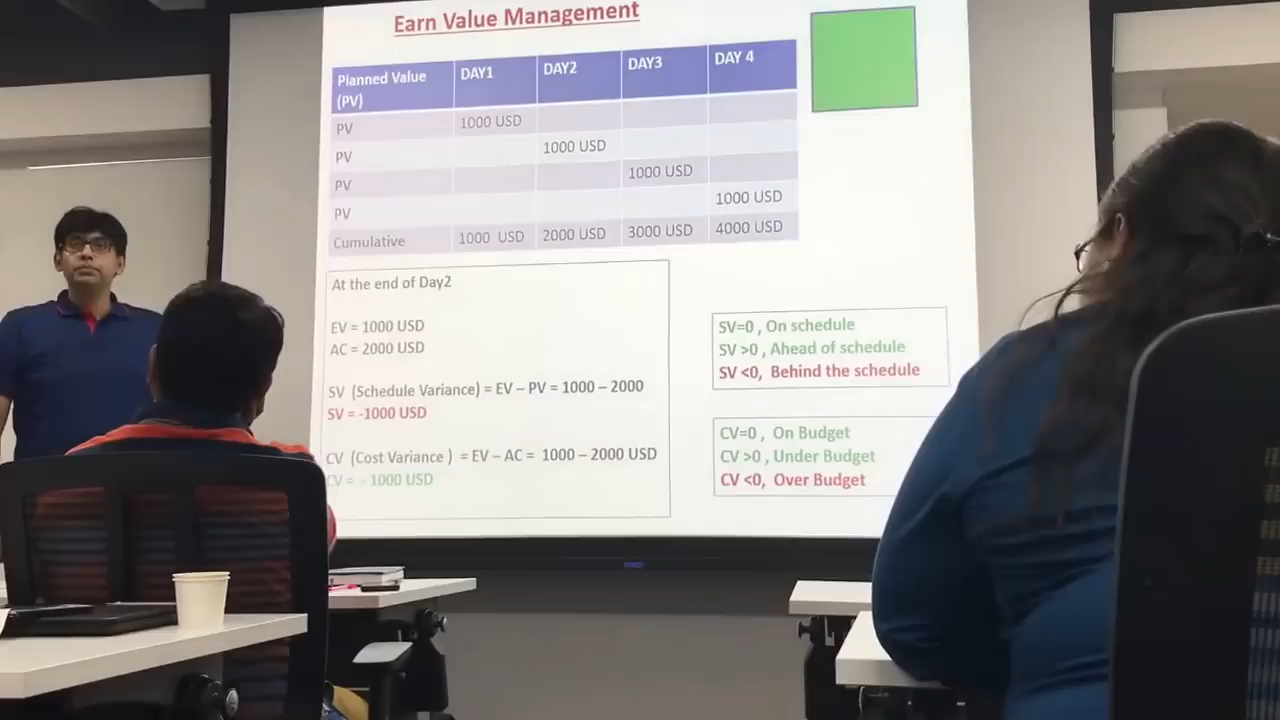 Earn Value Management
Planned Value (PV) DAY1 DAY2 DAY3 DAY 4
PV 1000 USD
PV 1000 USD
PV 1000 USD
PV 1000 USD
Cumulative 1000 USD 2000 USD 3000 USD 4000 USD
At the end of Day2
EV = 1000 USD
AC = 2000 USD
SV (Schedule Variance) = EV – PV = 1000 – 2000
SV = -1000 USD
CV (Cost Variance ) = EV – AC = 1000 – 2000 USD
CV = - 1000 USD
SV=0 , On schedule
SV >0 , Ahead of schedule
SV <0, Behind the schedule
CV=0 , On Budget
CV >0 , Under Budget
CV <0, Over Budget